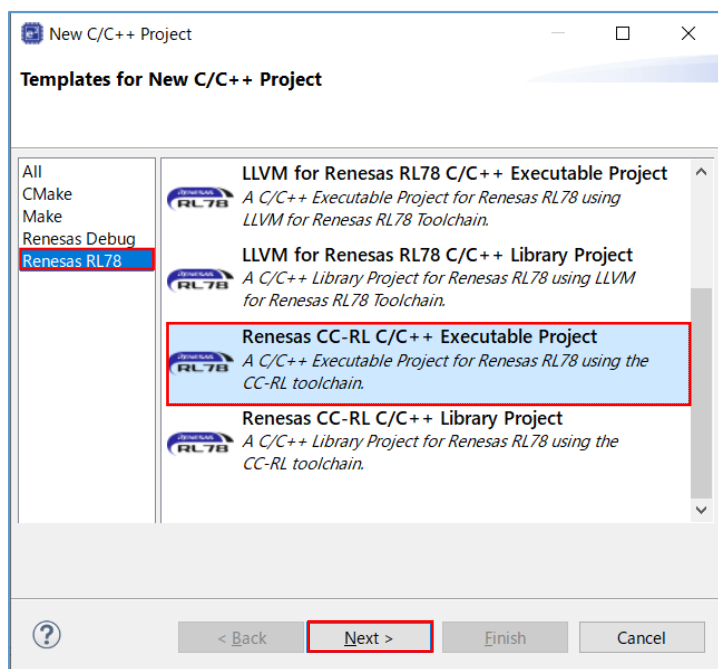 New C/C++ Project
Templates for New C/C++ Project
All
CMake
Make
Renesas Debug
Renesas RL78
LLVM for Renesas RL78 C/C++ Executable Project
RENESAS
RL78
A C/C++ Executable Project for Renesas RL78 using
LLVM for Renesas RL78 Toolchain.
LLVM for Renesas RL78 C/C++ Library Project
RENESAS
RL78
A C/C++ Library Project for Renesas RL78 using LLVM
for Renesas RL78 Toolchain.
Renesas CC-RL C/C++ Executable Project
RENESAS
RL78
A C/C++ Executable Project for Renesas RL78 using the
CC-RL toolchain.
Renesas CC-RL C/C++ Library Project
RENESAS
RL78
A C/C++ Library Project for Renesas RL78 using the
CC-RL toolchain.
?
< Back
Next >
Finish
Cancel